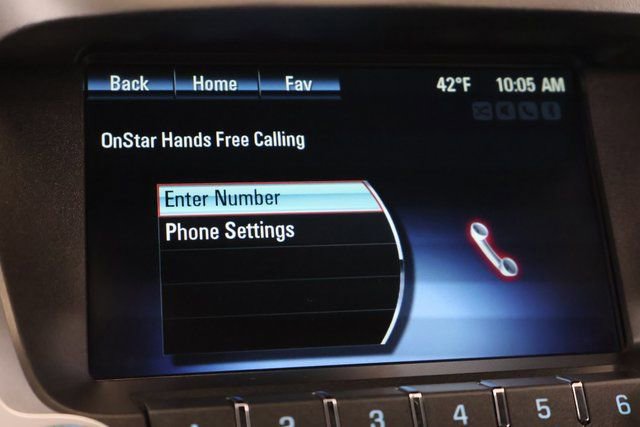 Back Home Fav 42°F 10:05 AM
OnStar Hands Free Calling
Enter Number
Phone Settings
2 3 4 5 6